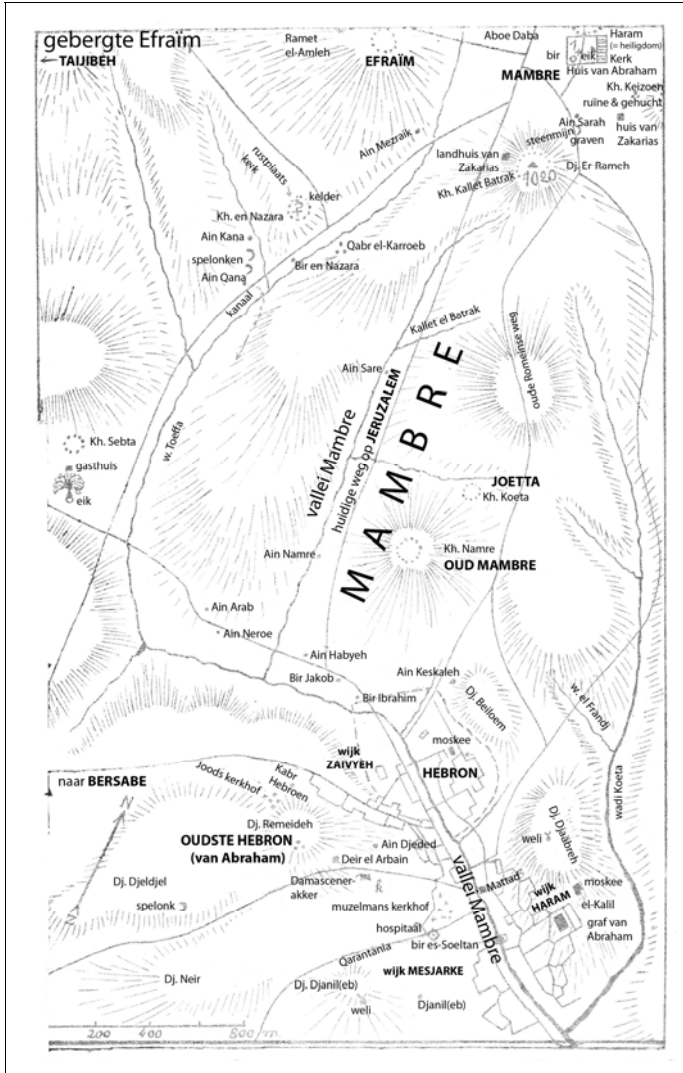 gebergte Efraïm
TAIJIBEH
Ramet
el-Amleh
EFRAÏM
Aboe Daba
MAMBRE
bir
eik
Haram
(= heiligdom)
Kerk
Huis van Abraham
Kh. Keizoeh
ruïne & gehucht
Ain Sarah
steenmijn
graven
huis van
Zakarias
landhuis van
Zakarias
1020
Dj. Er Rameh
Kh. Kallet Batrak
Ain Mezraïk
rustplaats
kerk
kelder
Kh. en Nazara
Ain Kana
spelonken
Ain Qana
Qabr el-Karroeb
Bir en Nazara
kanaal
Kallet el Batrak
oude Romeinse weg
Ain Sare
vallei Mambre
huidige weg op JERUZALEM
MAMBRE
w. Toeffa
Kh. Sebta
gasthuis
eik
JOETTA
Kh. Koeta
Kh. Namre
OUD MAMBRE
Ain Namre
Ain Arab
Ain Neroe
Ain Habyeh
Bir Jakob
Bir Ibrahim
Ain Keskaleh
Dj. Beiloem
w. el Frandj
wadi Koeta
moskee
HEBRON
wijk
ZAIVYEH
naar BERSABE
Joods kerkhof
Kabr
Hebroen
Dj. Remeideh
OUDSTE HEBRON
(van Abraham)
Ain Djeded
Deir el Arbain
Damascener-
akker
muzelmans kerkhof
hospitaal
bir es-Soeltan
vallei Mambre
Mattad
weli
Dj. Djaäbreh
wijk
HARAM
moskee
el-Kalil
graf van
Abraham
N
Z
Dj. Djeldjel
spelonk
Dj. Neir
Qarantania
wijk MESJARKE
Dj. Djanil(eb)
weli
Djanil(eb)
200 400 800 m.